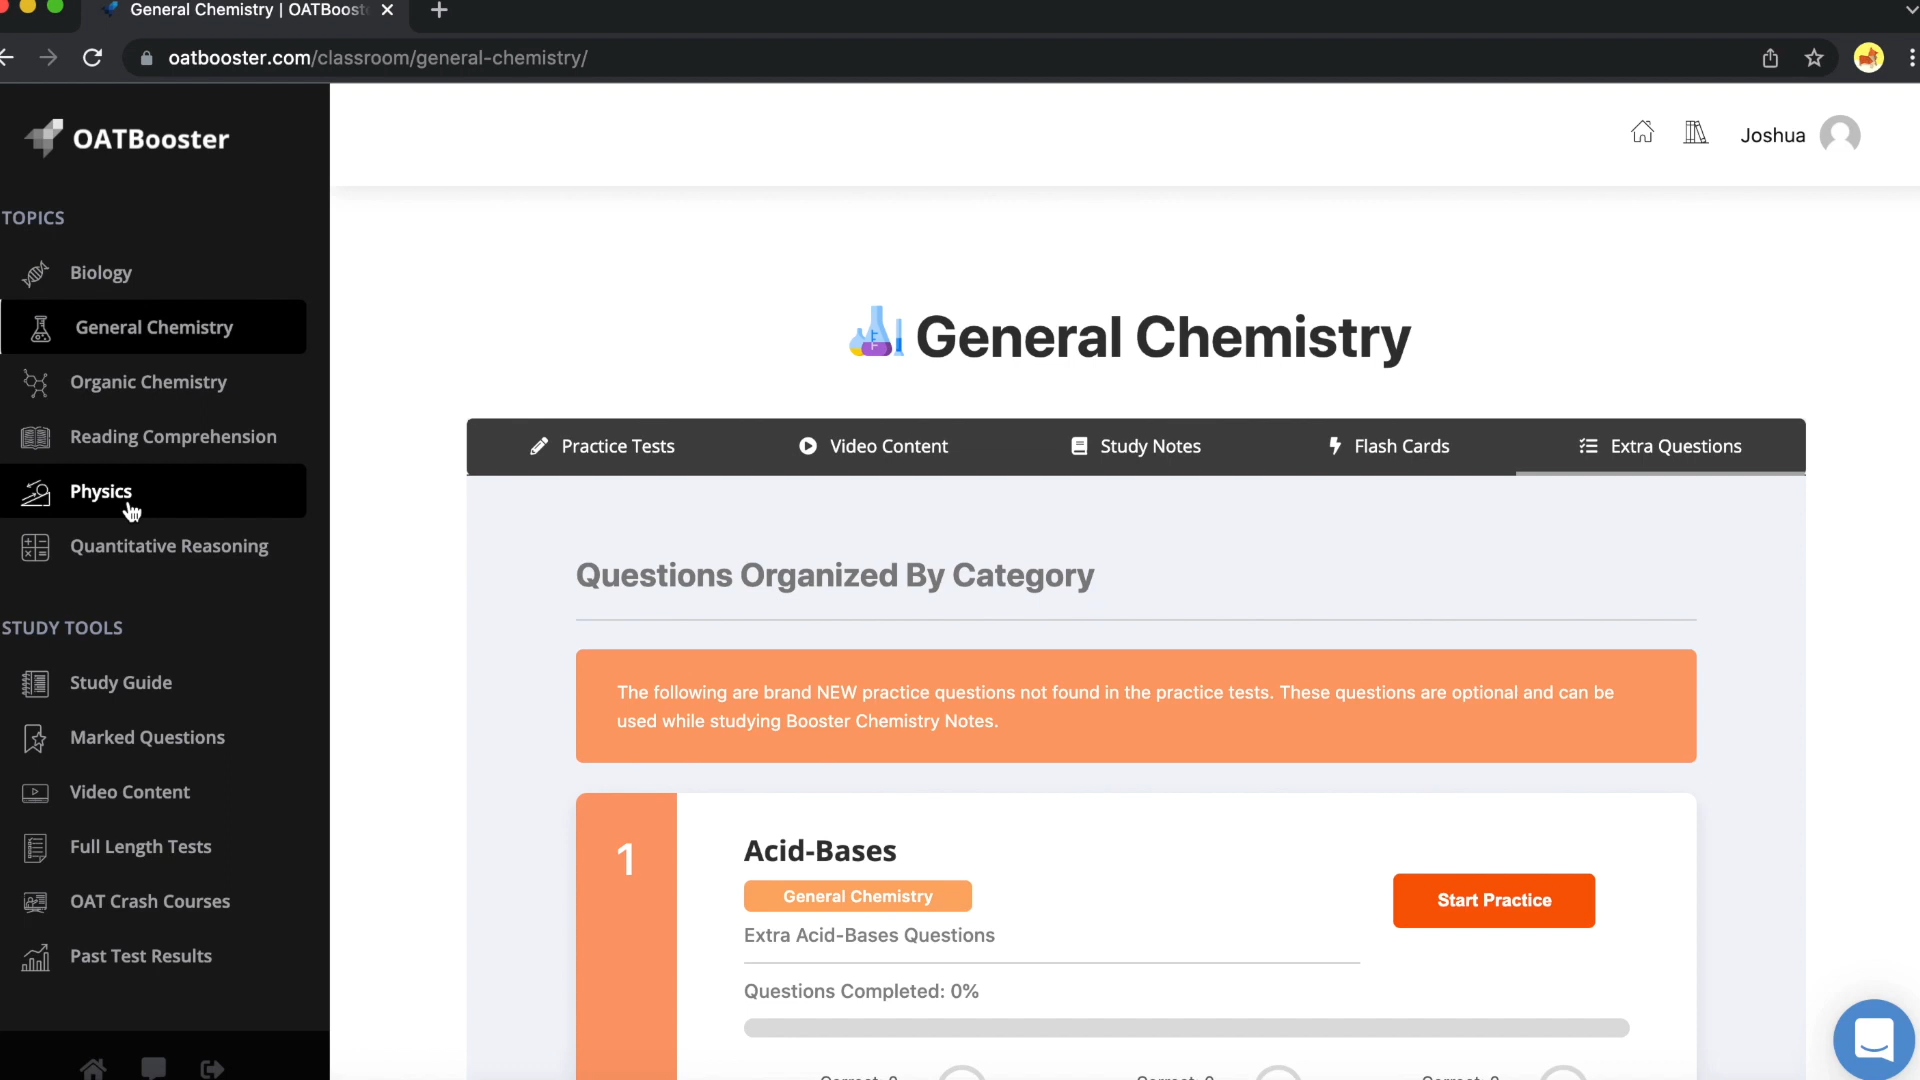 General Chemistry | OATBoost
oatbooster.com/classroom/general-chemistry/
OATBooster
Joshua
TOPICS
Biology
General Chemistry
Organic Chemistry
Reading Comprehension
Physics
Quantitative Reasoning
STUDY TOOLS
Study Guide
Marked Questions
Video Content
Full Length Tests
OAT Crash Courses
Past Test Results
General Chemistry
Practice Tests
Video Content
Study Notes
Flash Cards
Extra Questions
Questions Organized By Category
The following are brand NEW practice questions not found in the practice tests. These questions are optional and can be
used while studying Booster Chemistry Notes.
1
Acid-Bases
General Chemistry
Extra Acid-Bases Questions
Start Practice
Questions Completed: 0%